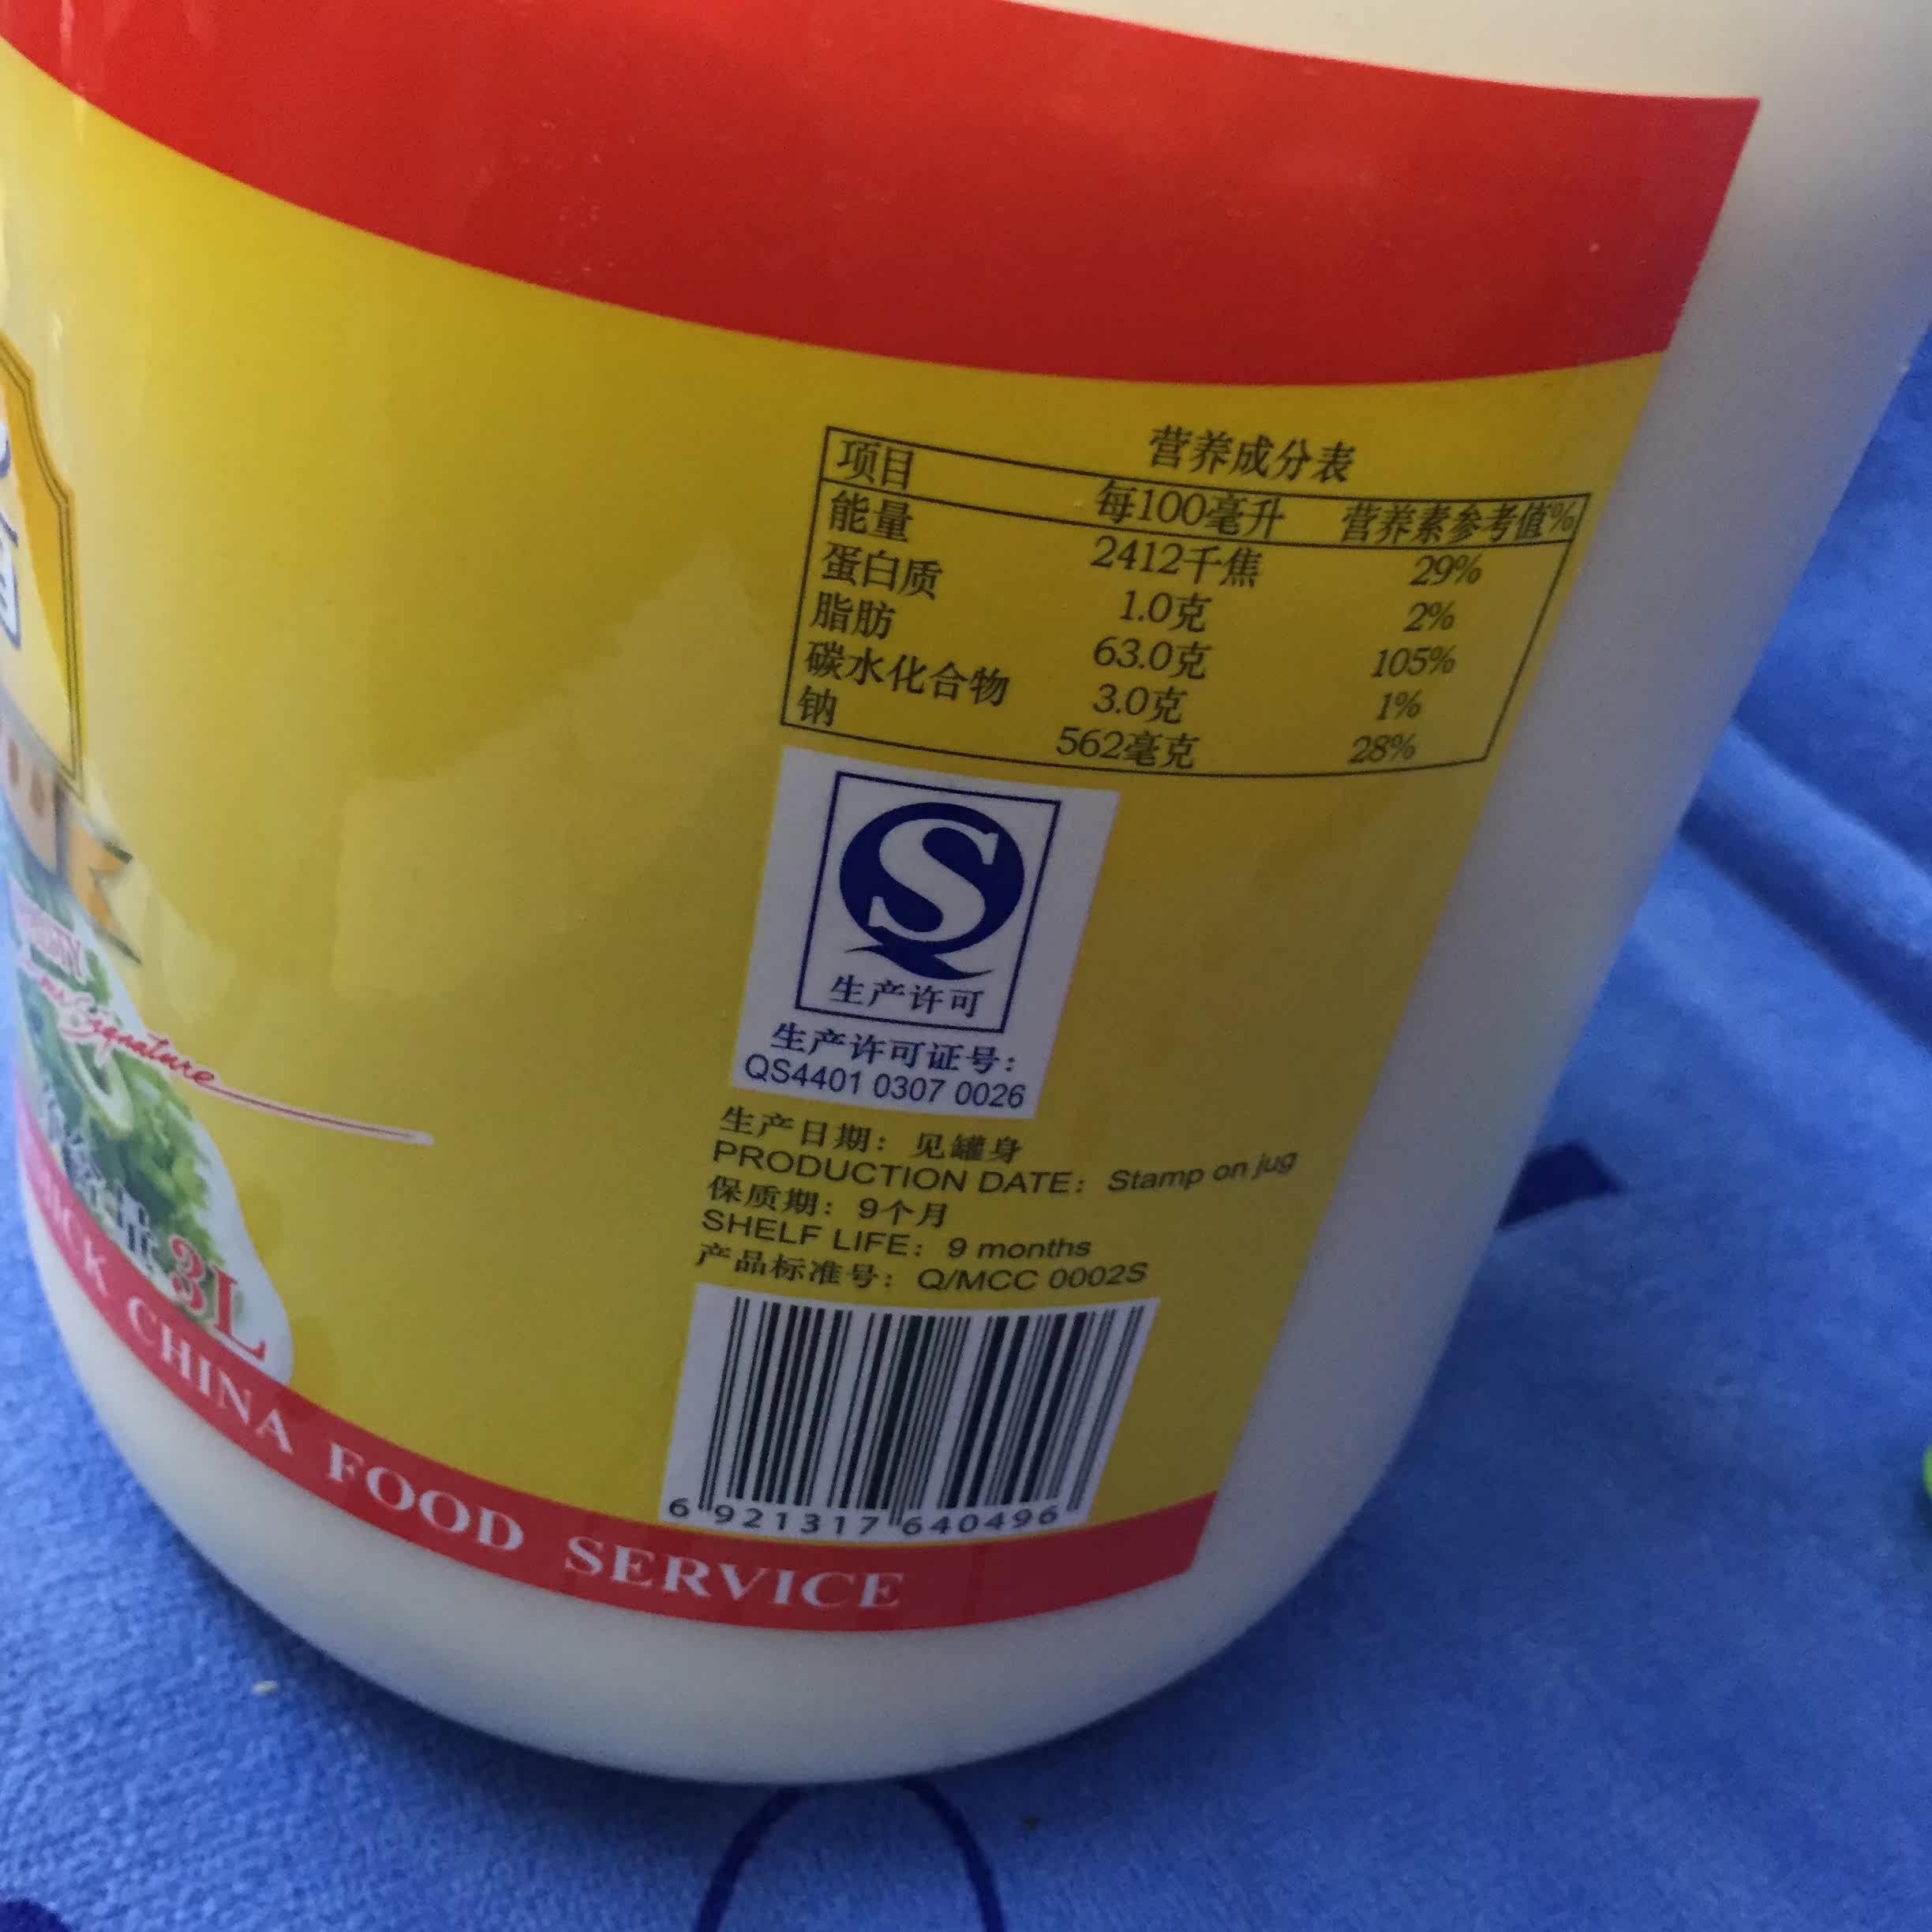 营养成分表
项目 每100毫升 营养素参考值%
能量 2412千焦 29%
蛋白质 1.0克 2%
脂肪 63.0克 105%
碳水化合物 3.0克 1%
钠 562毫克 28%
S
生产许可
生产许可证号:
QS4401 0307 0026
生产日期: 见罐身
PRODUCTION DATE: Stamp on jug
保质期: 9个月
SHELF LIFE: 9 months
产品标准号: Q/MCC 0002S
6 921317 640496
Signature
3L
CHINA FOOD SERVICE